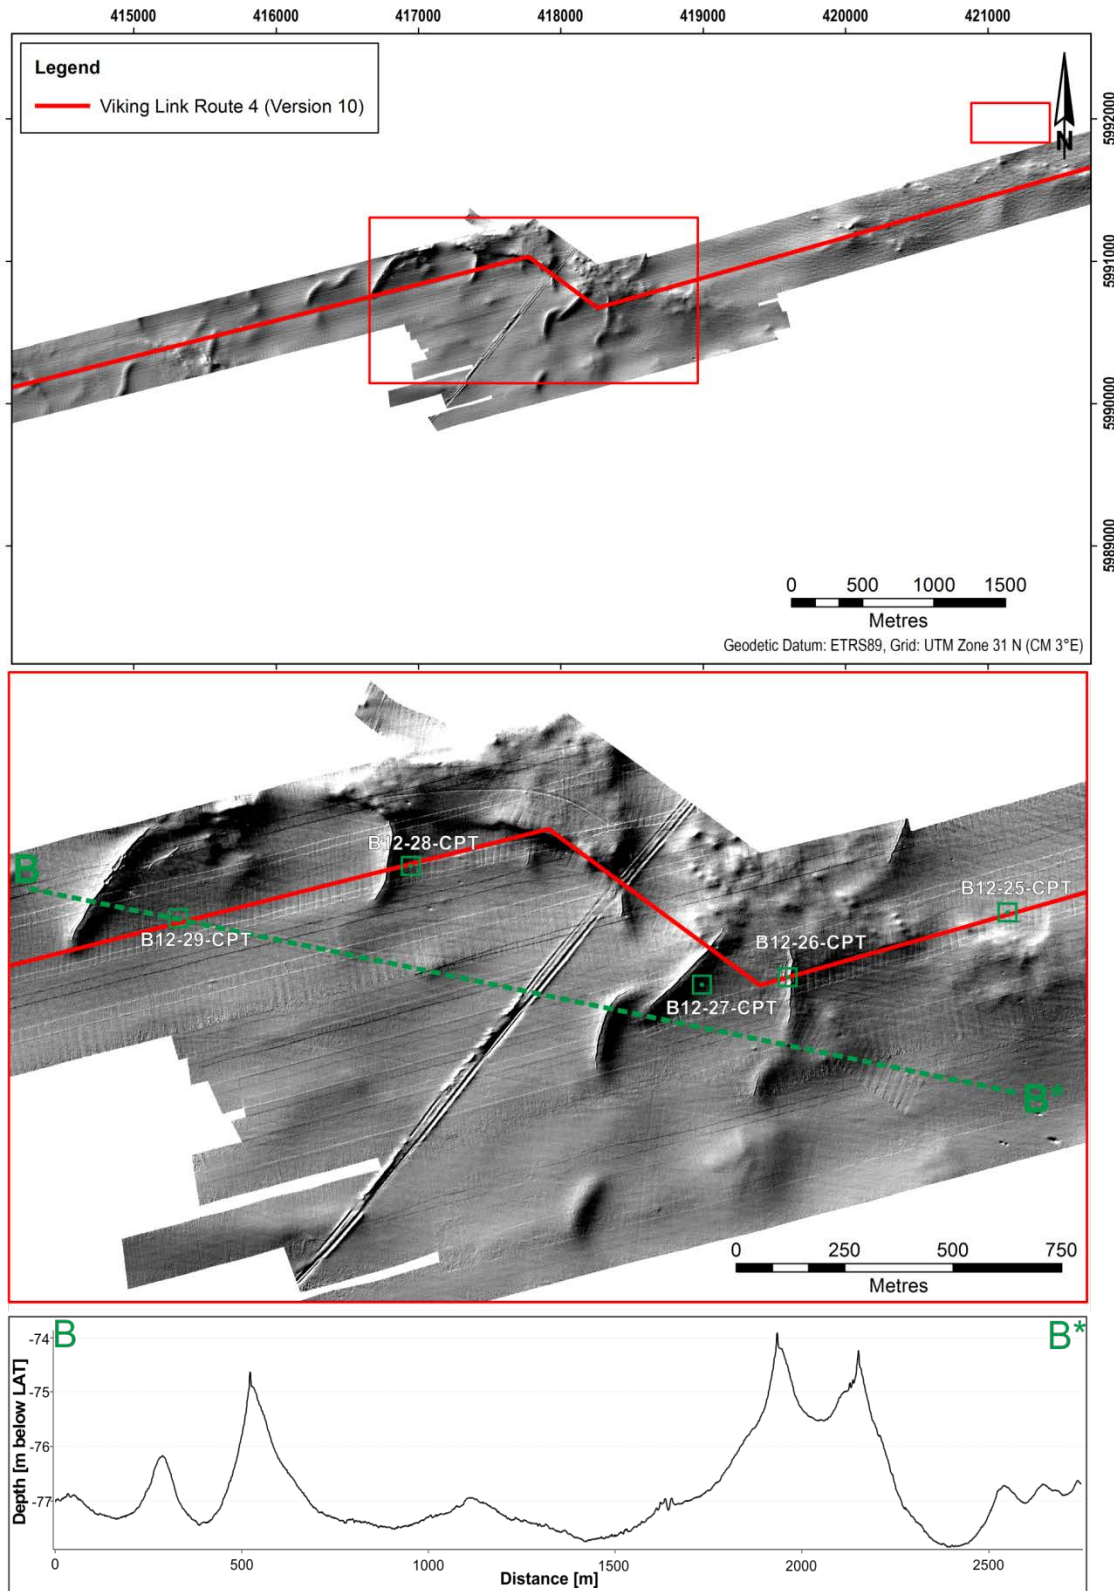 415000 416000 417000 418000 419000 420000 421000
Legend
Viking Link Route 4 (Version 10)
N
5992000
5991000
5990000
5989000
0 500 1000 1500
Metres
Geodetic Datum: ETRS89, Grid: UTM Zone 31 N (CM 3°E)
B12-28-CPT
B
B12-25-CPT
B12-29-CPT
B12-26-CPT
B12-27-CPT
B*
0 250 500 750
Metres
B B*
Depth [m below LAT]
-74
-75
-76
-77
0 500 1000 1500 2000 2500
Distance [m]